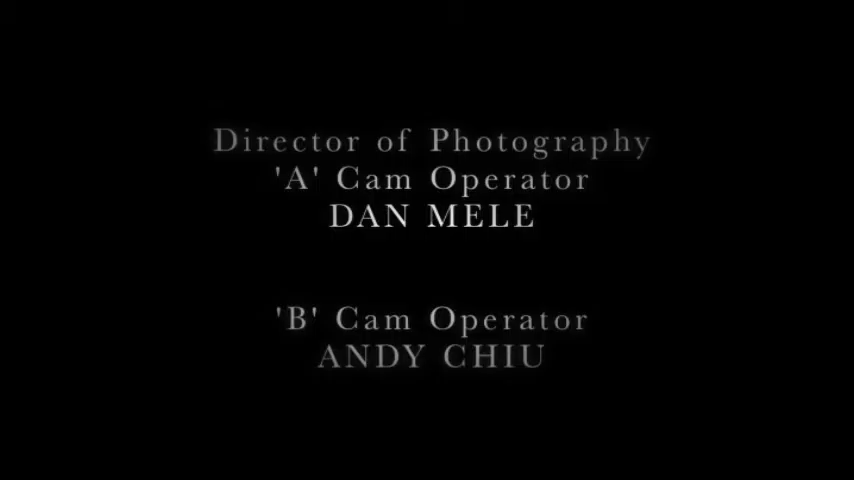 Director of Photography
'A' Cam Operator
DAN MELE
'B' Cam Operator
ANDY CHIU